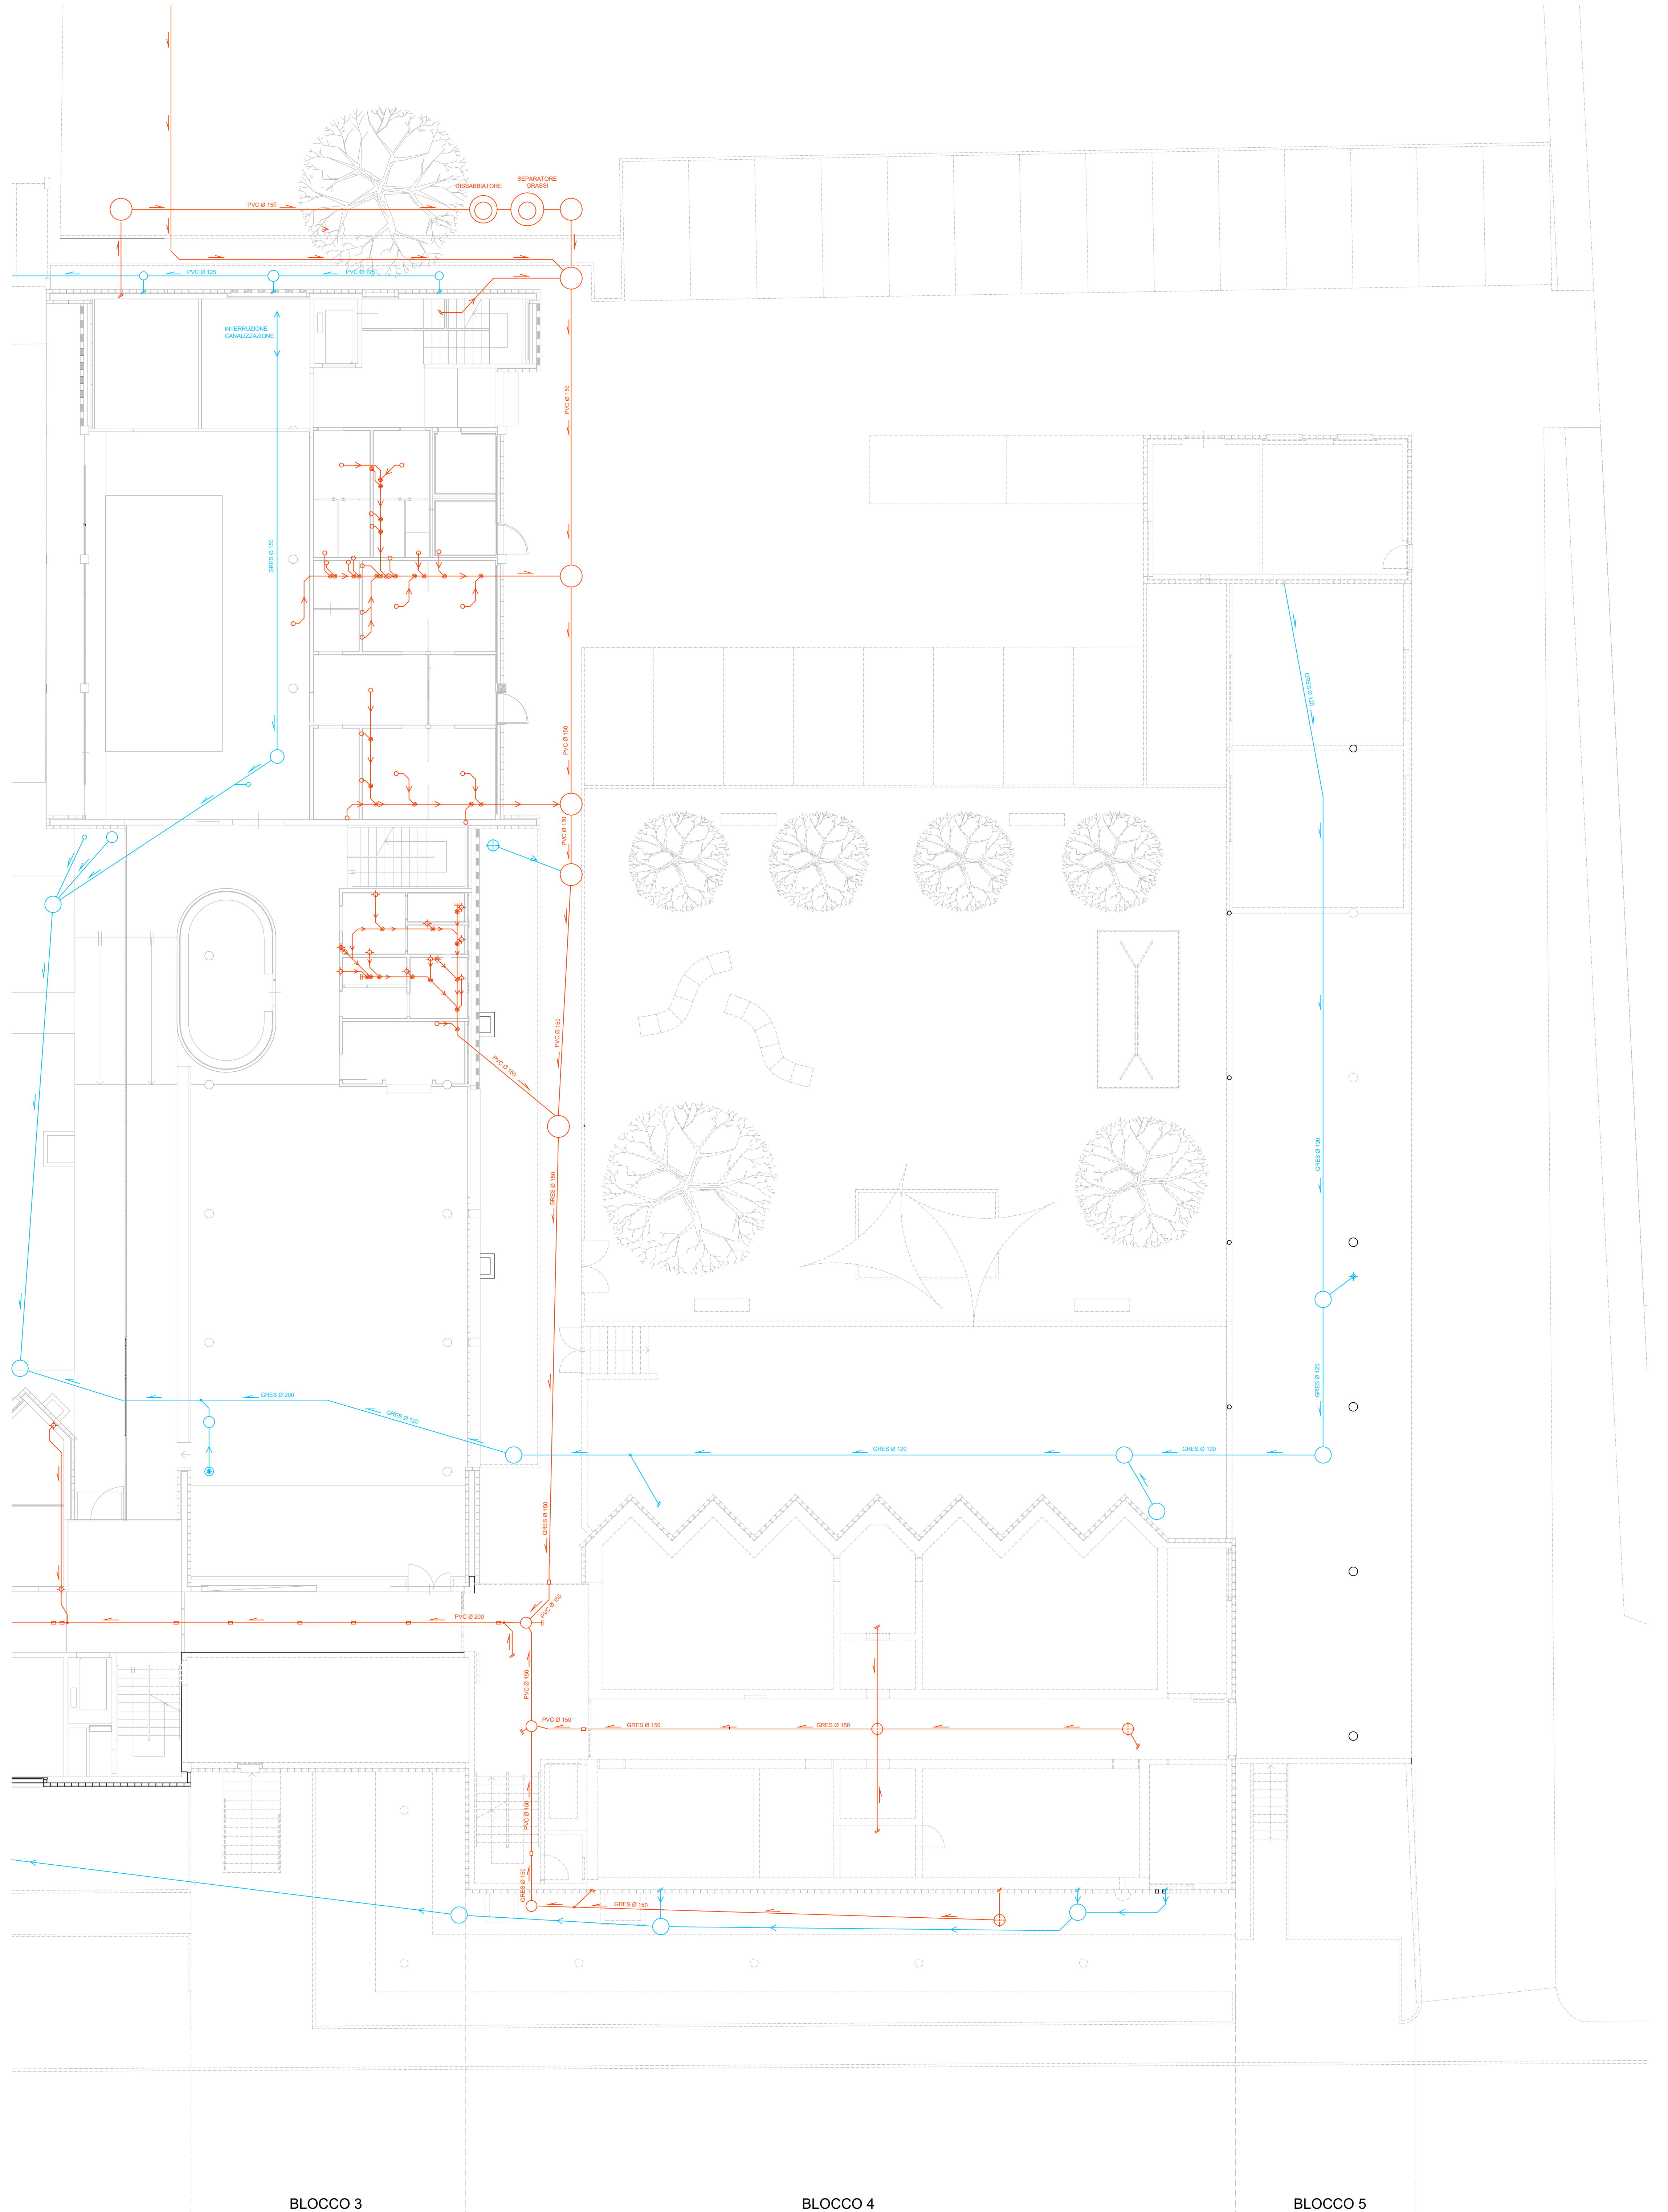 SEPARATORE
GRASSI
DISSABBIATORE
PVC Ø 150
PVC Ø 125
PVC Ø 125
INTERRUZIONE
CANALIZZAZIONE
PVC Ø 150
GRES Ø 150
GRES Ø 120
PVC Ø 150
PVC Ø 150
PVC Ø 150
PVC Ø 150
GRES Ø 120
GRES Ø 150
GRES Ø 120
GRES Ø 200
GRES Ø 120
GRES Ø 120
GRES Ø 120
GRES Ø 150
PVC Ø 150
PVC Ø 200
PVC Ø 150
PVC Ø 150
GRES Ø 150
GRES Ø 150
PVC Ø 150
GRES Ø 150
GRES Ø 150
BLOCCO 3
BLOCCO 4
BLOCCO 5